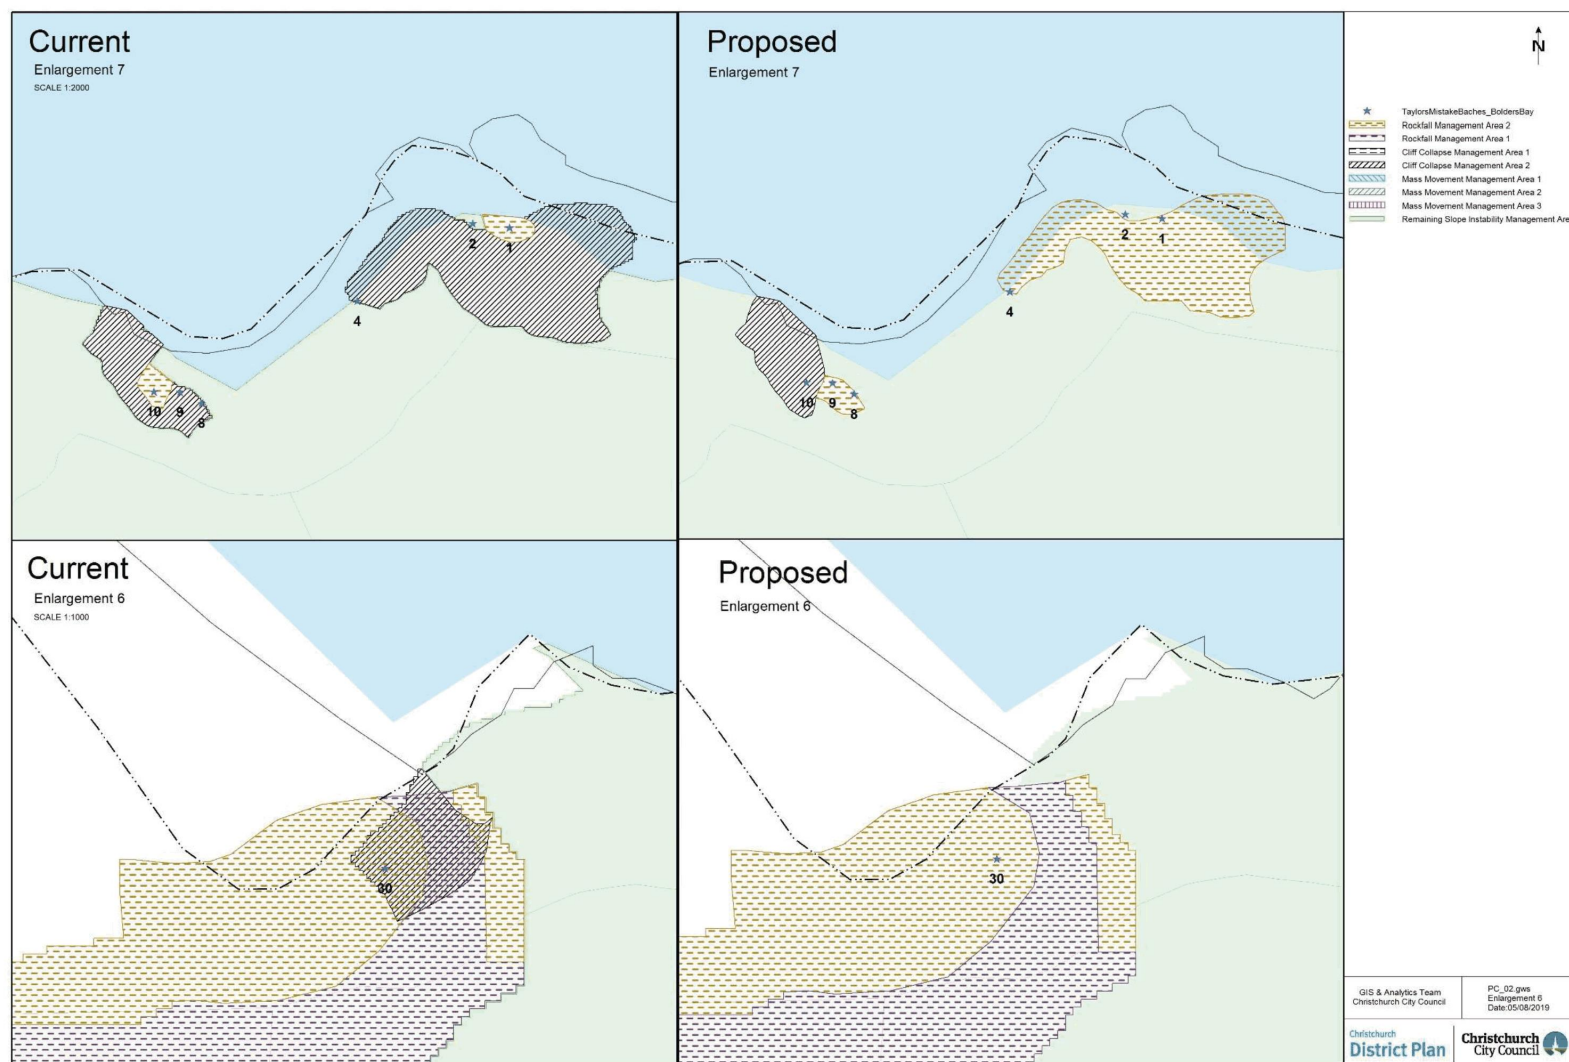 Current
Enlargement 7
SCALE 1:2000
2
1
4
10
9
8
Proposed
Enlargement 7
2
1
4
10
9
8
N
TaylorsMistakeBaches_BoldersBay
Rockfall Management Area 2
Rockfall Management Area 1
Cliff Collapse Management Area 1
Cliff Collapse Management Area 2
Mass Movement Management Area 1
Mass Movement Management Area 2
Mass Movement Management Area 3
Remaining Slope Instability Management Are
Current
Enlargement 6
SCALE 1:1000
30
Proposed
Enlargement 6
30
GIS & Analytics Team
Christchurch City Council
PC_02.gws
Enlargement 6
Date:05/08/2019
Christchurch
District Plan
Christchurch
City Council